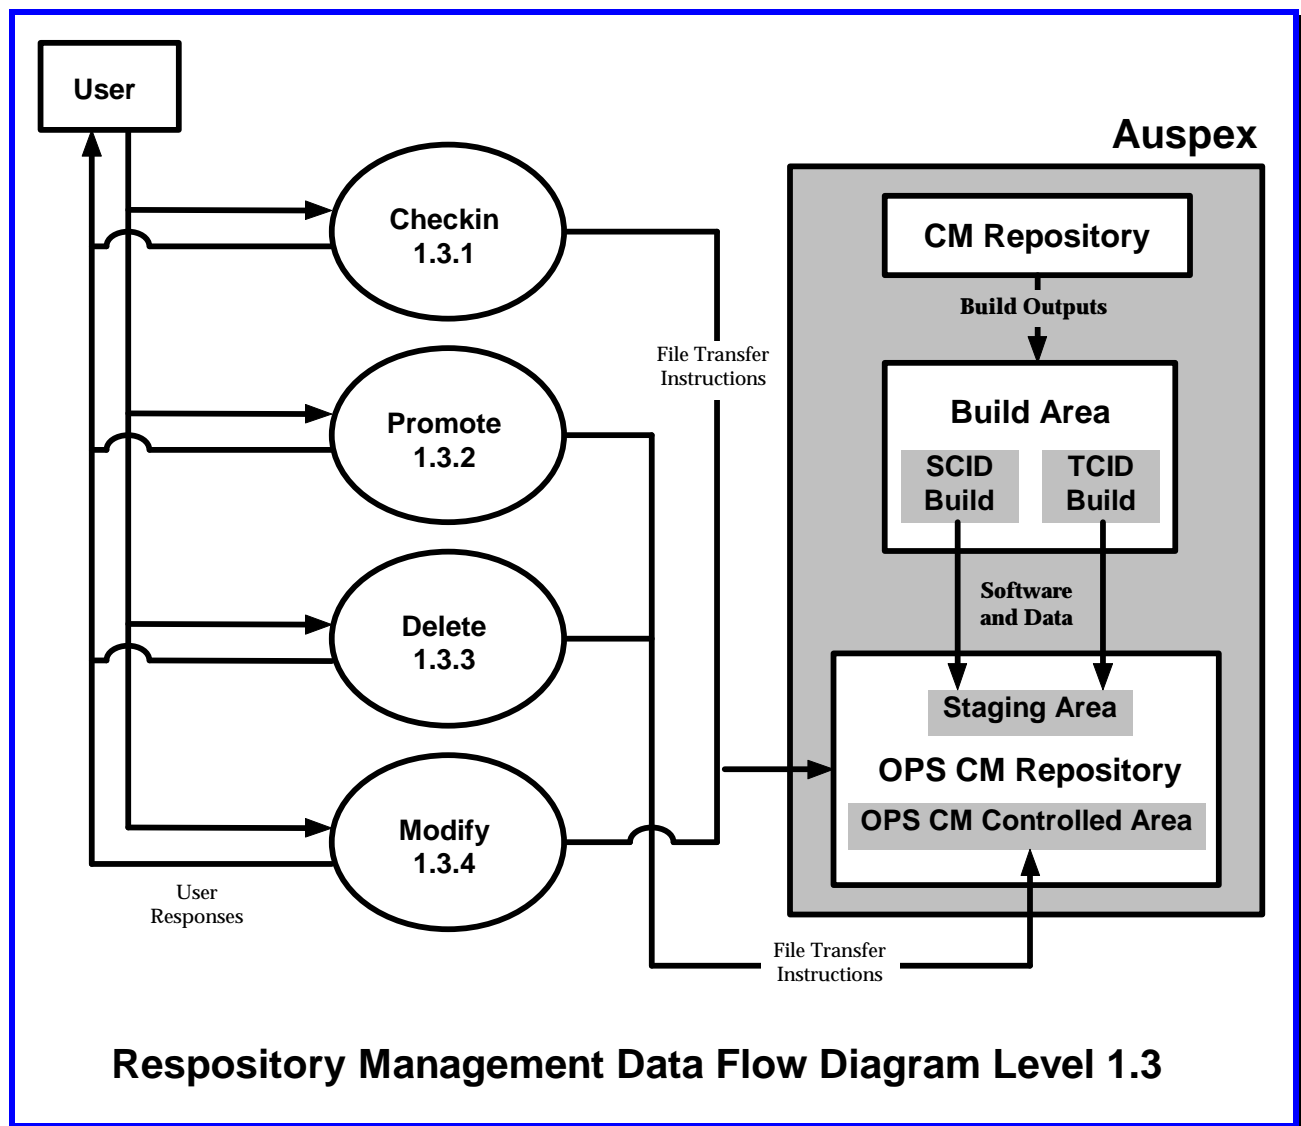 User
Auspex
Checkin
1.3.1
CM Repository
Build Outputs
File Transfer
Instructions
Build Area
Promote
1.3.2
SCID
Build
TCID
Build
Software
and Data
Delete
1.3.3
Staging Area
OPS CM Repository
OPS CM Controlled Area
Modify
1.3.4
User
Responses
File Transfer
Instructions
Respository Management Data Flow Diagram Level 1.3